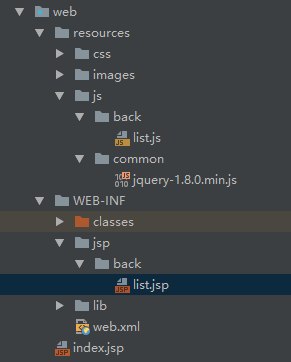 web
resources
css
images
js
back
list.js
common
jquery-1.8.0.min.js
WEB-INF
classes
jsp
back
list.jsp
lib
web.xml
index.jsp